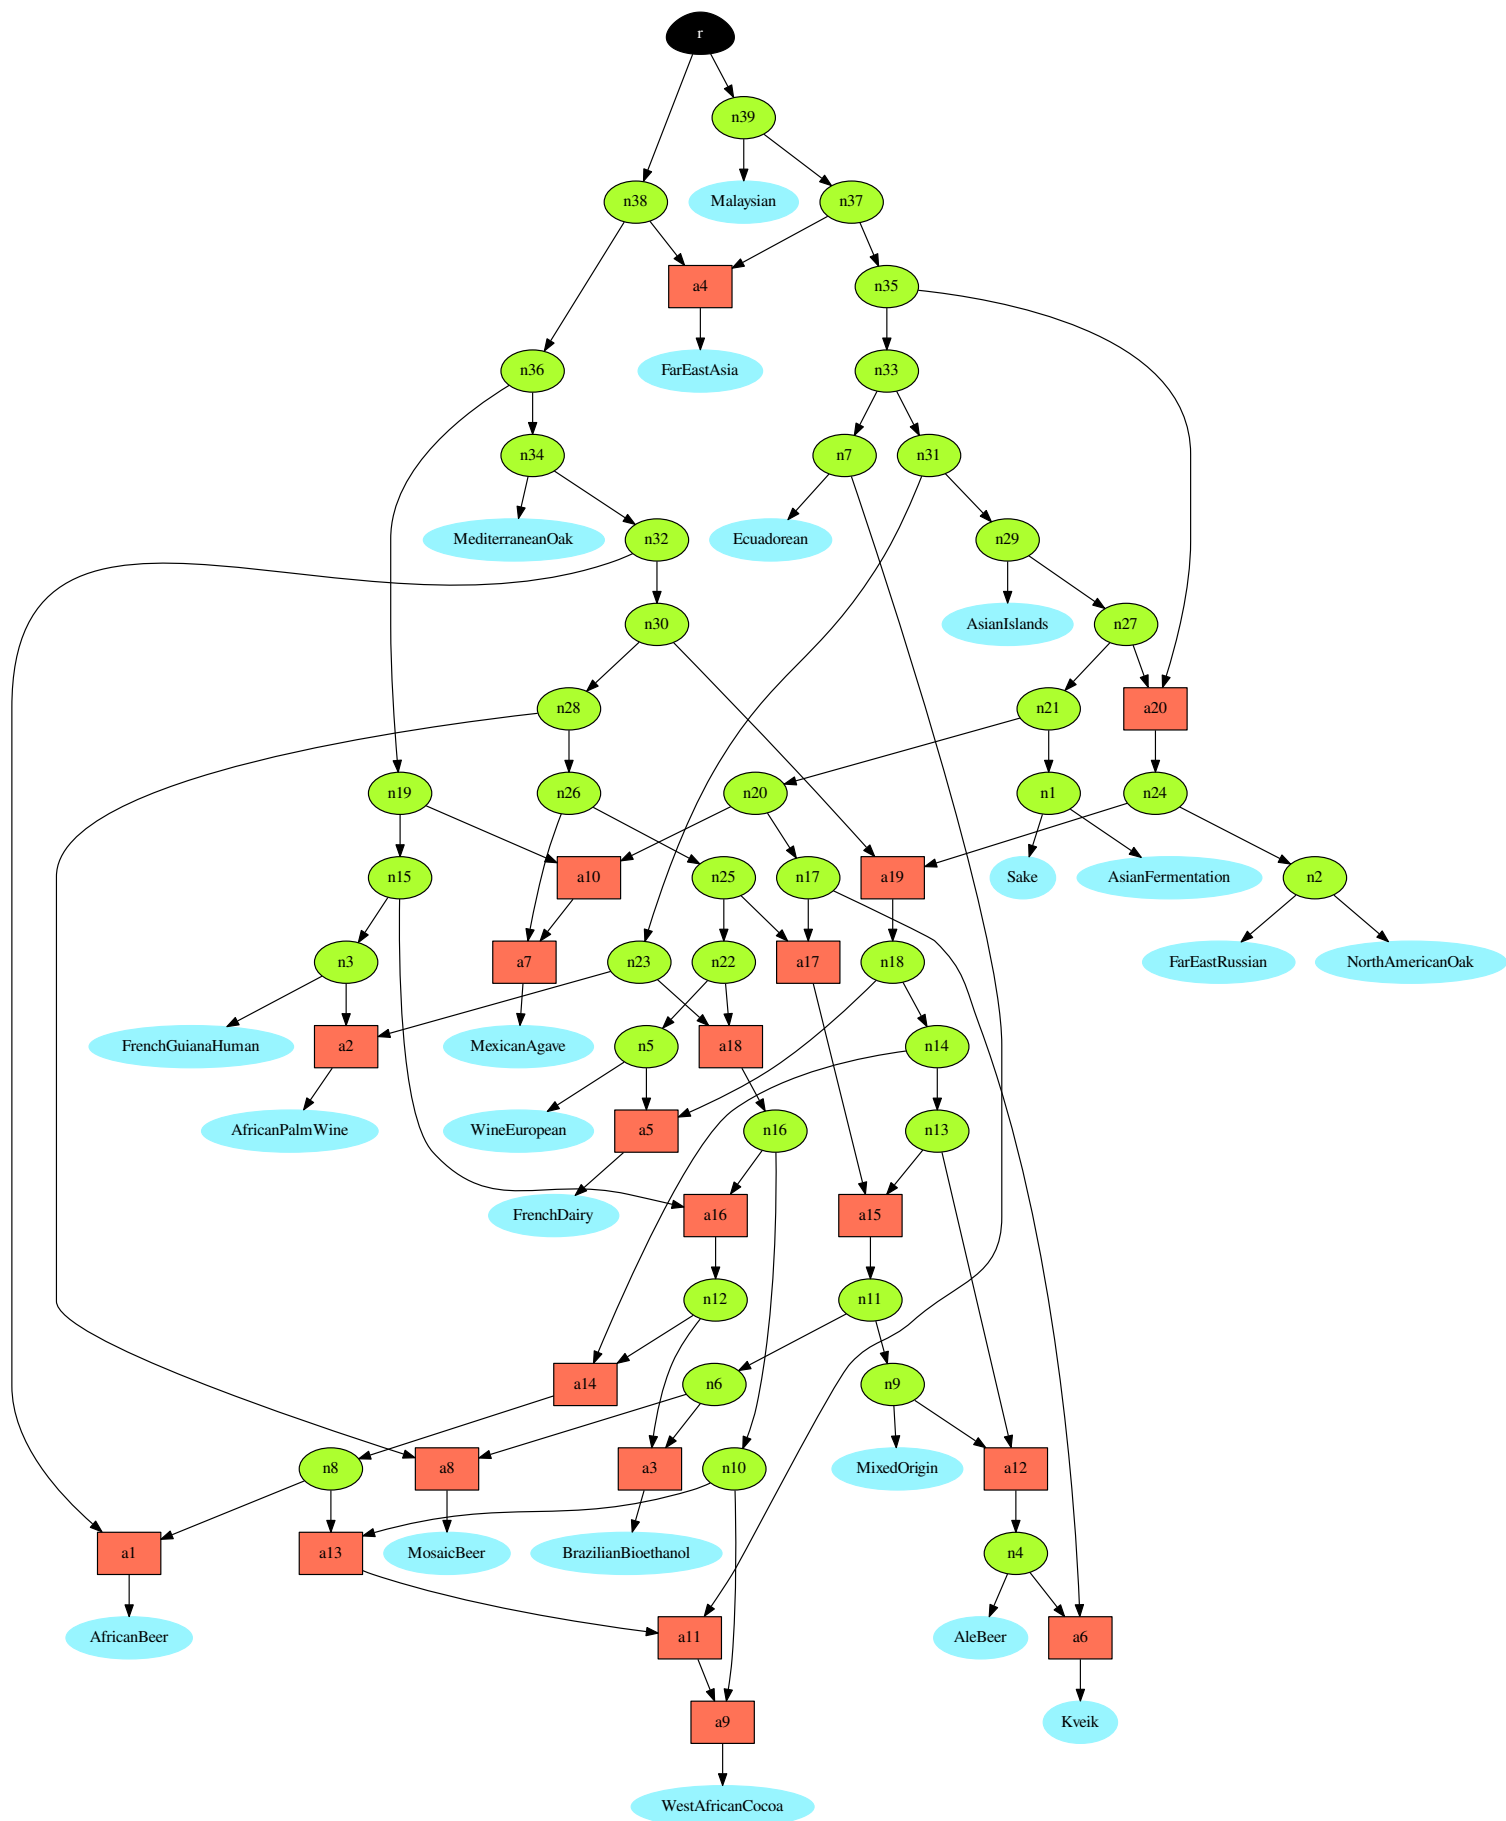 r
n39
n38
Malaysian
n37
a4
n35
n36
FarEastAsia
n33
n34
n7
n31
MediterraneanOak
n32
Ecuadorean
n29
n30
AsianIslands
n27
n28
n21
a20
n19
n26
n20
n1
n24
n15
a10
n25
n17
a19
Sake
AsianFermentation
n2
n3
a7
n23
n22
a17
n18
FarEastRussian
NorthAmericanOak
FrenchGuianaHuman
a2
MexicanAgave
n5
a18
n14
AfricanPalmWine
WineEuropean
a5
n16
n13
FrenchDairy
a16
a15
n12
n11
a14
n6
n9
n8
a8
a3
n10
MixedOrigin
a12
a1
a13
MosaicBeer
BrazilianBioethanol
n4
AfricanBeer
a11
AleBeer
a6
a9
Kveik
WestAfricanCocoa